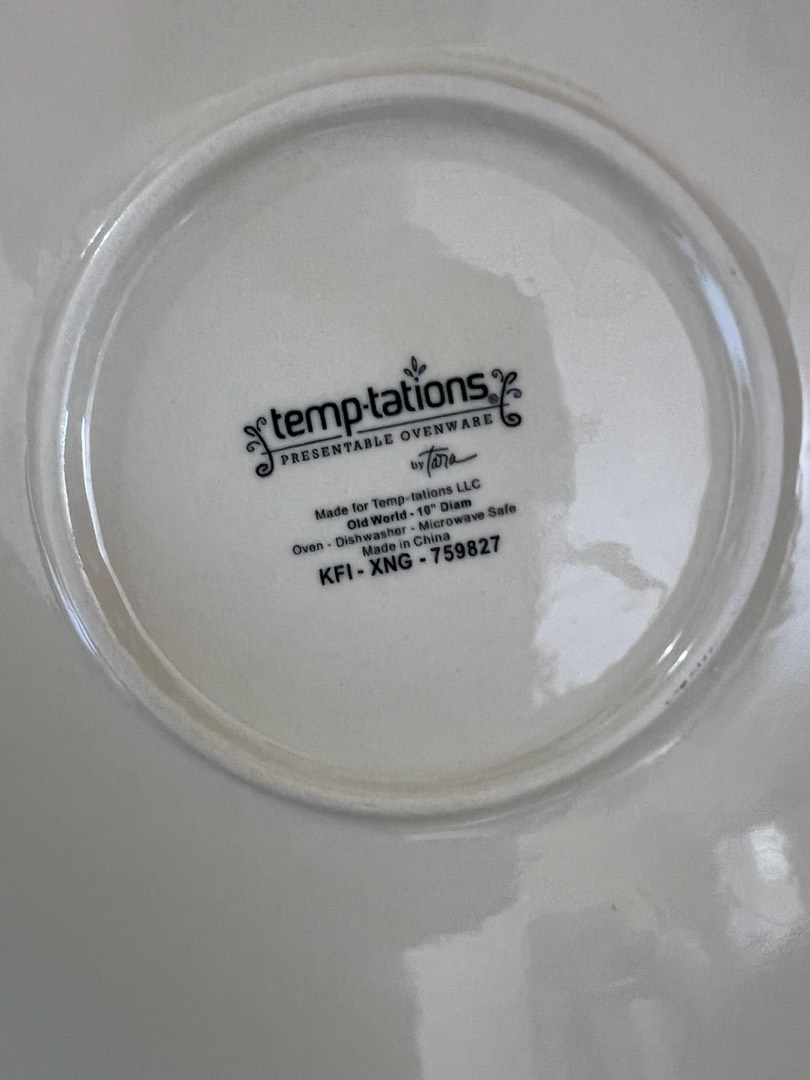 temp-tations®
PRESENTABLE OVENWARE
by Tara
Made for Temp-tations LLC
Old World - 10" Diam
Oven - Dishwasher - Microwave Safe
Made in China
KFI - XNG - 759827